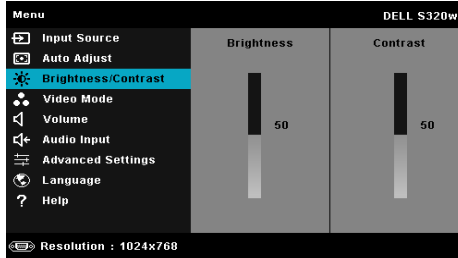 Menu
DELL S320w
Input Source
Auto Adjust
Brightness/Contrast
Video Mode
Volume
Audio Input
Advanced Settings
Language
? Help
Brightness
50
Contrast
50
Resolution : 1024x768